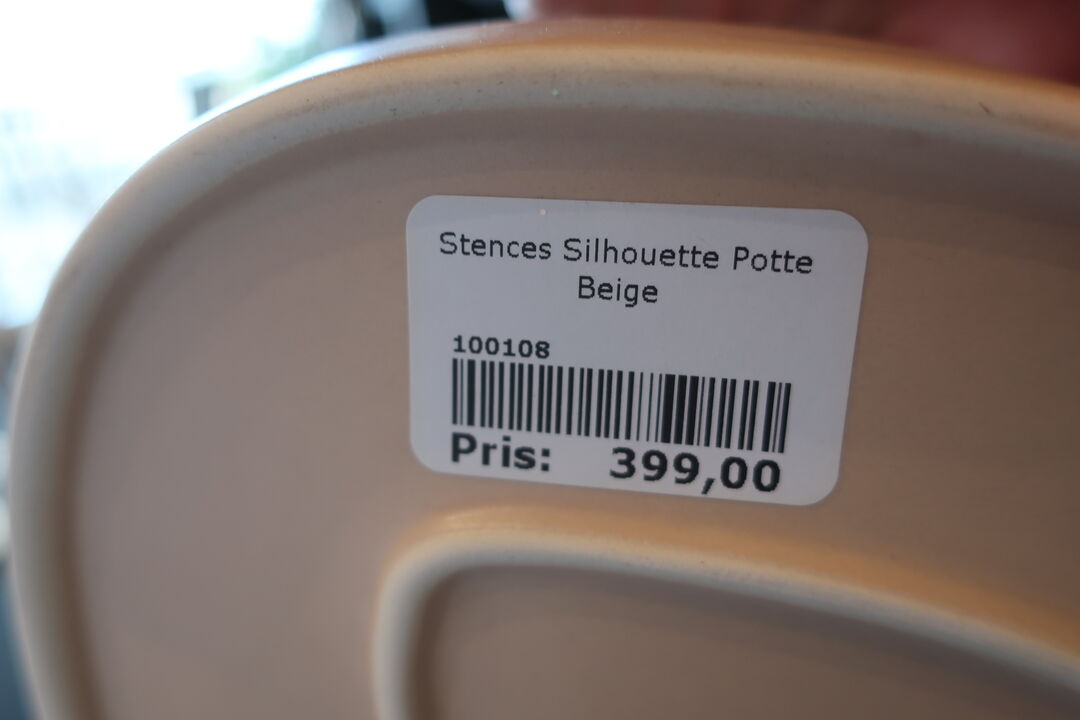 Stences Silhouette Potte
Beige
100108
Pris: 399,00